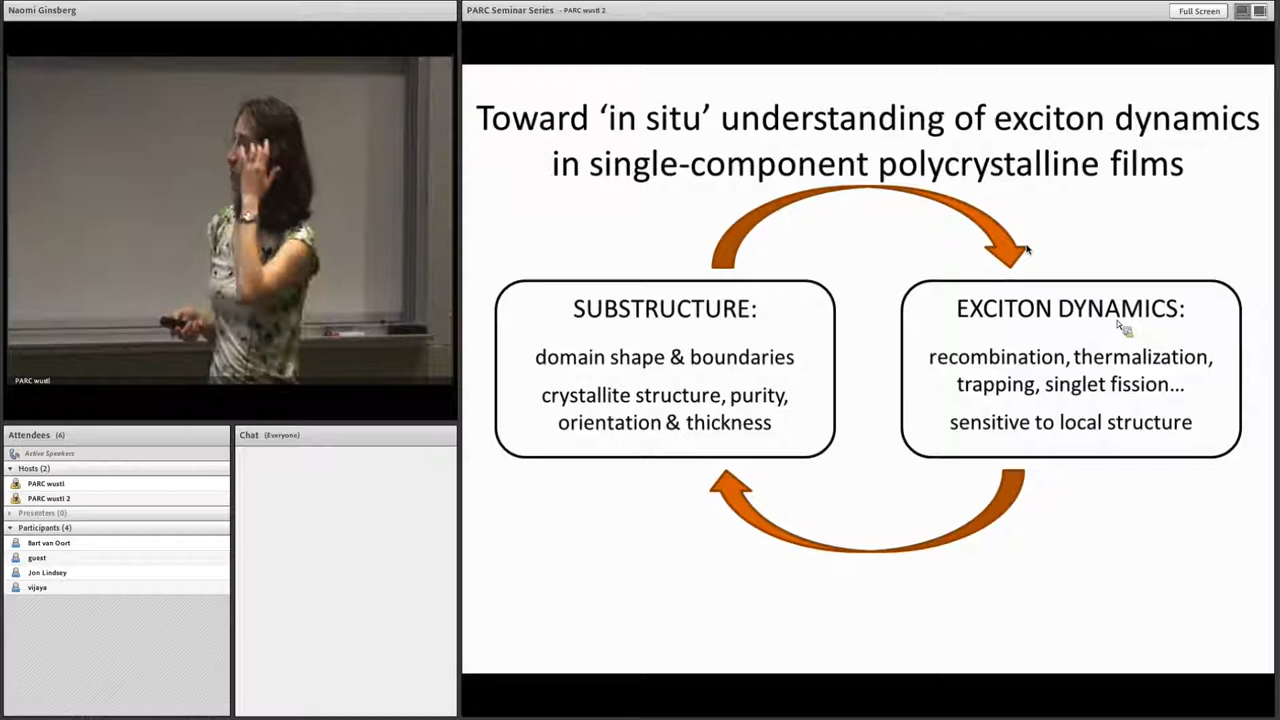 Naomi Ginsberg
PARC wustl
Attendees (6)
Active Speakers
Hosts (2)
PARC wustl
PARC wustl 2
Presenters (0)
Participants (4)
Bart van Oort
guest
Jon Lindsey
vijaya
Chat (Everyone)
PARC Seminar Series - PARC wustl 2
Full Screen
Toward ‘in situ’ understanding of exciton dynamics
in single-component polycrystalline films
SUBSTRUCTURE:
domain shape & boundaries
crystallite structure, purity,
orientation & thickness
EXCITON DYNAMICS:
recombination, thermalization,
trapping, singlet fission...
sensitive to local structure